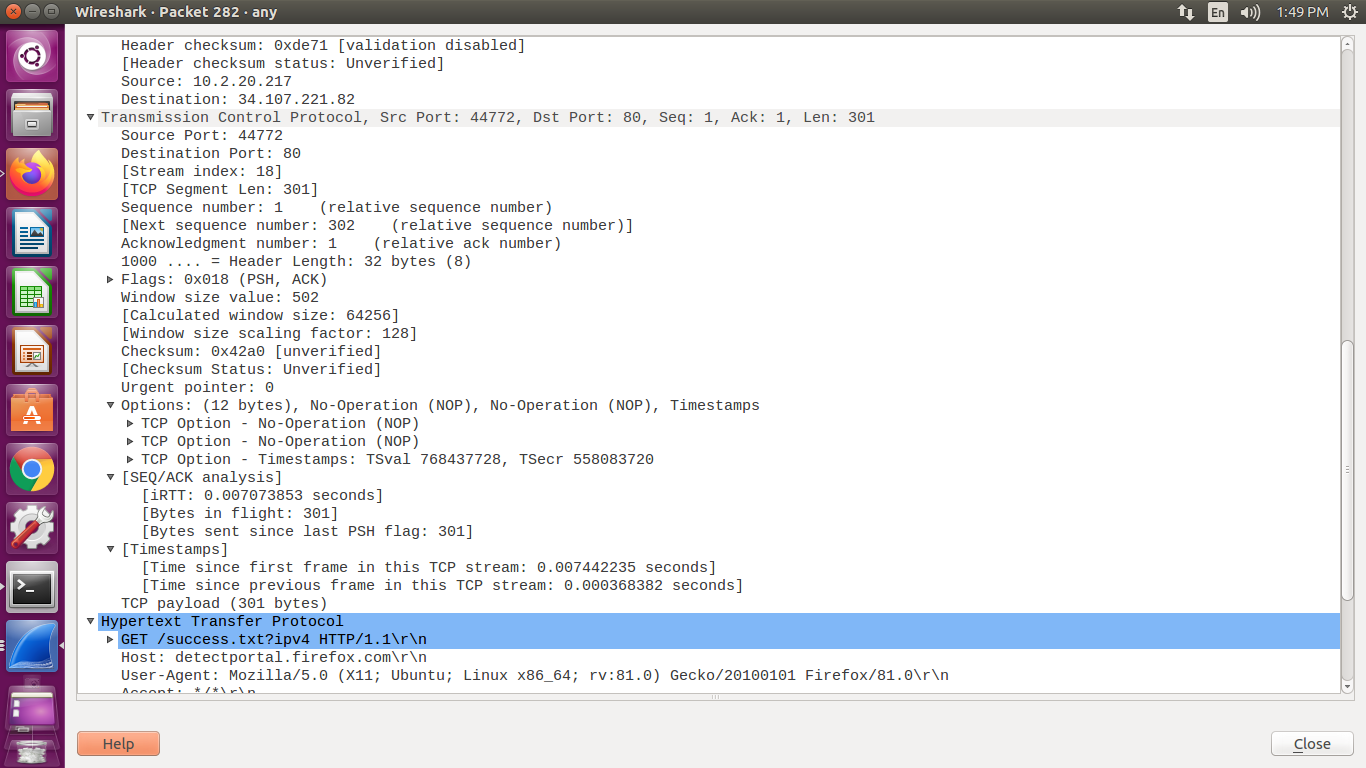 Wireshark · Packet 282 · any
En
1:49 PM
Header checksum: 0xde71 [validation disabled]
[Header checksum status: Unverified]
Source: 10.2.20.217
Destination: 34.107.221.82
Transmission Control Protocol, Src Port: 44772, Dst Port: 80, Seq: 1, Ack: 1, Len: 301
Source Port: 44772
Destination Port: 80
[Stream index: 18]
[TCP Segment Len: 301]
Sequence number: 1    (relative sequence number)
[Next sequence number: 302    (relative sequence number)]
Acknowledgment number: 1    (relative ack number)
1000 .... = Header Length: 32 bytes (8)
Flags: 0x018 (PSH, ACK)
Window size value: 502
[Calculated window size: 64256]
[Window size scaling factor: 128]
Checksum: 0x42a0 [unverified]
[Checksum Status: Unverified]
Urgent pointer: 0
Options: (12 bytes), No-Operation (NOP), No-Operation (NOP), Timestamps
TCP Option - No-Operation (NOP)
TCP Option - No-Operation (NOP)
TCP Option - Timestamps: TSval 768437728, TSecr 558083720
[SEQ/ACK analysis]
[iRTT: 0.007073853 seconds]
[Bytes in flight: 301]
[Bytes sent since last PSH flag: 301]
[Timestamps]
[Time since first frame in this TCP stream: 0.007442235 seconds]
[Time since previous frame in this TCP stream: 0.000368382 seconds]
TCP payload (301 bytes)
Hypertext Transfer Protocol
GET /success.txt?ipv4 HTTP/1.1\r\n
Host: detectportal.firefox.com\r\n
User-Agent: Mozilla/5.0 (X11; Ubuntu; Linux x86_64; rv:81.0) Gecko/20100101 Firefox/81.0\r\n
Accept: */*\r\n
Help
Close